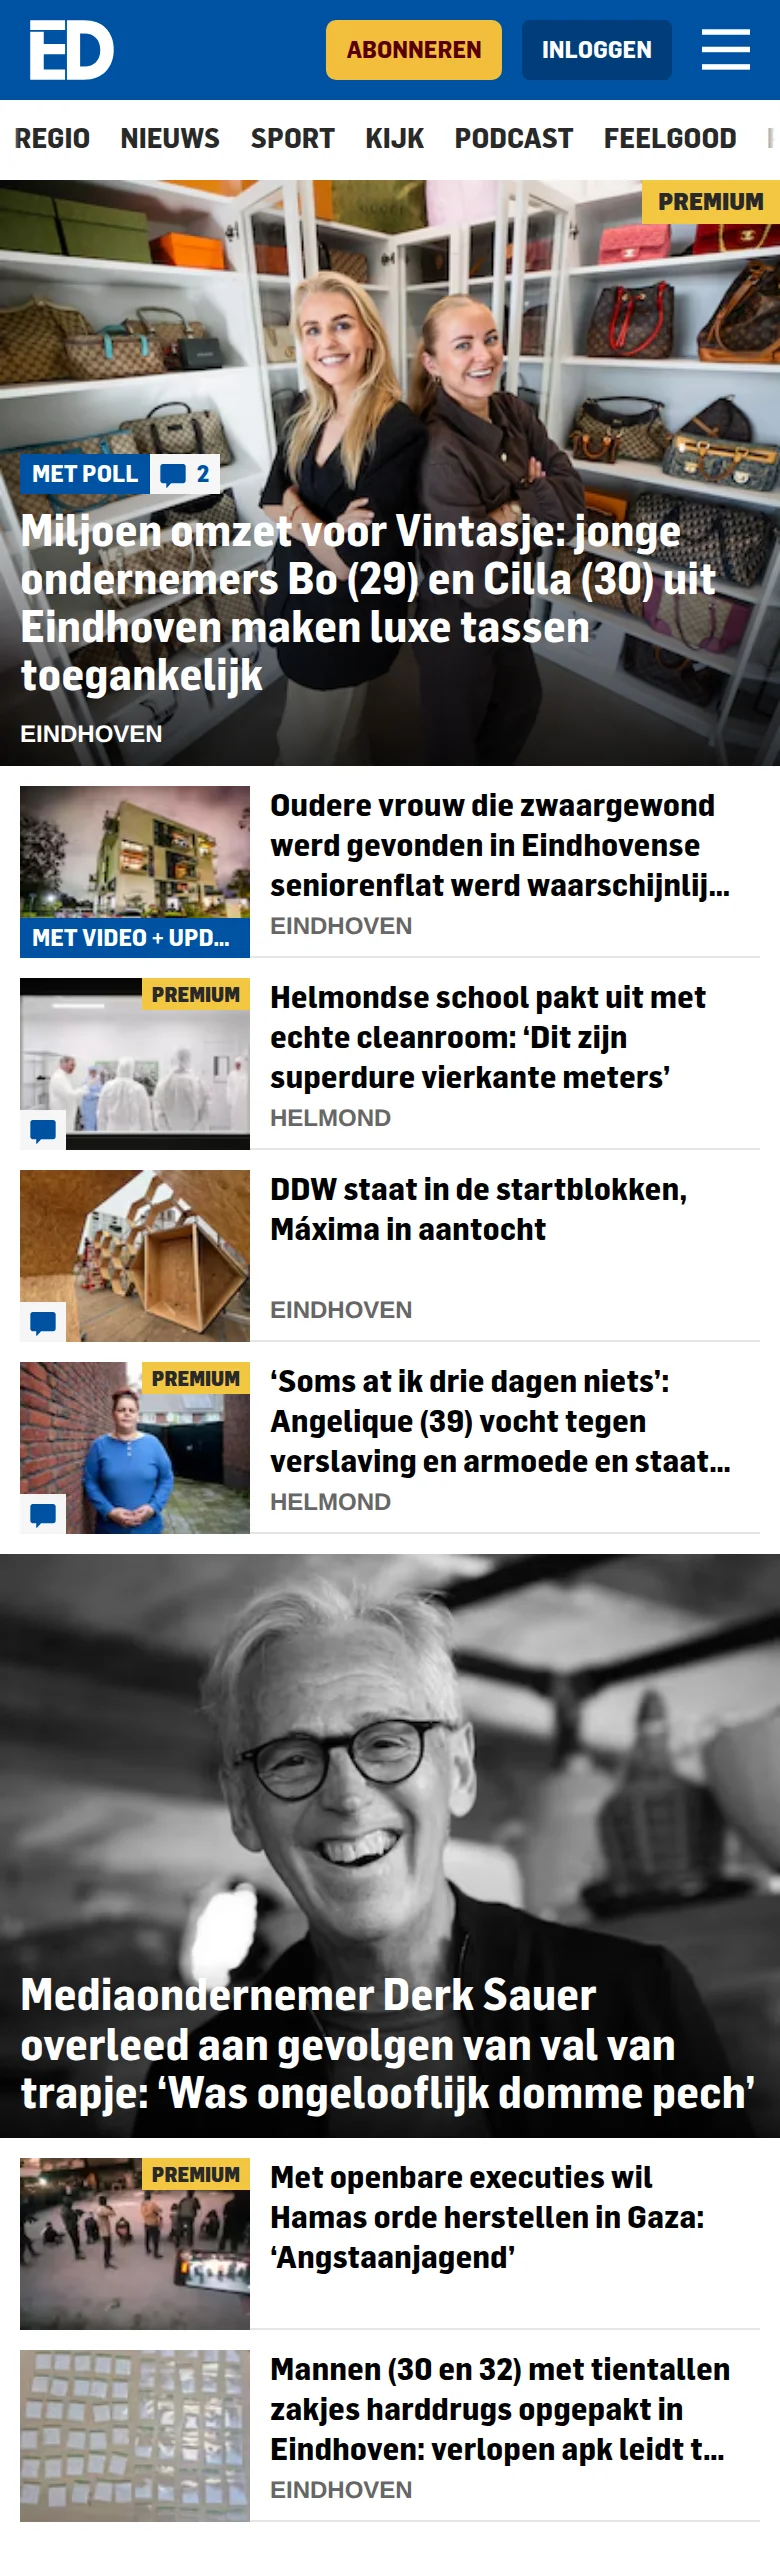 ED
ABONNEREN
INLOGGEN
REGIO NIEUWS SPORT KIJK PODCAST FEELGOOD
PREMIUM
MET POLL 2
Miljoen omzet voor Vintasje: jonge
ondernemers Bo (29) en Cilla (30) uit
Eindhoven maken luxe tassen
toegankelijk
EINDHOVEN
Oudere vrouw die zwaargewond
werd gevonden in Eindhovense
seniorenflat werd waarschijnlij...
EINDHOVEN
MET VIDEO + UPD...
PREMIUM
Helmondse school pakt uit met
echte cleanroom: ‘Dit zijn
superdure vierkante meters’
HELMOND
DDW staat in de startblokken,
Máxima in aantocht
EINDHOVEN
PREMIUM
‘Soms at ik drie dagen niets’:
Angelique (39) vocht tegen
verslaving en armoede en staat...
HELMOND
Mediaondernemer Derk Sauer
overleed aan gevolgen van val van
trapje: ‘Was ongelooflijk domme pech’
PREMIUM
Met openbare executies wil
Hamas orde herstellen in Gaza:
‘Angstaanjagend’
Mannen (30 en 32) met tientallen
zakjes harddrugs opgepakt in
Eindhoven: verlopen apk leidt t...
EINDHOVEN